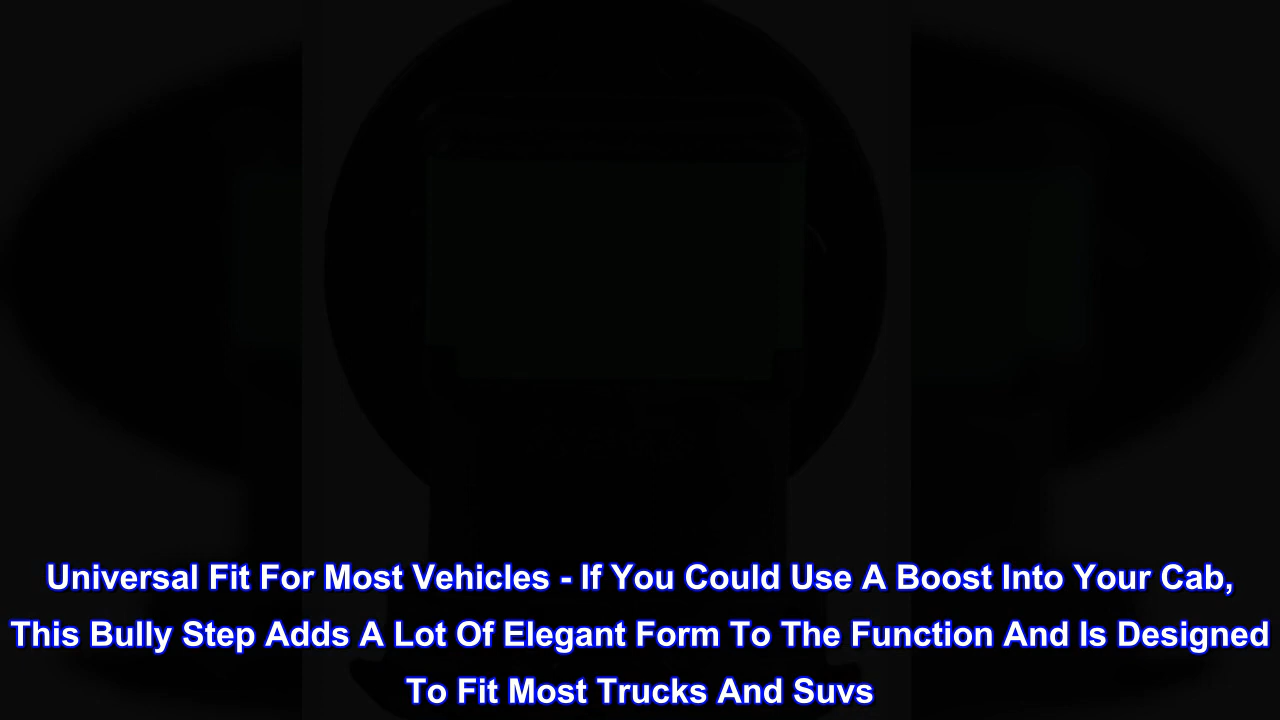 Universal Fit For Most Vehicles - If You Could Use A Boost Into Your Cab,
This Bully Step Adds A Lot Of Elegant Form To The Function And Is Designed
To Fit Most Trucks And Suvs